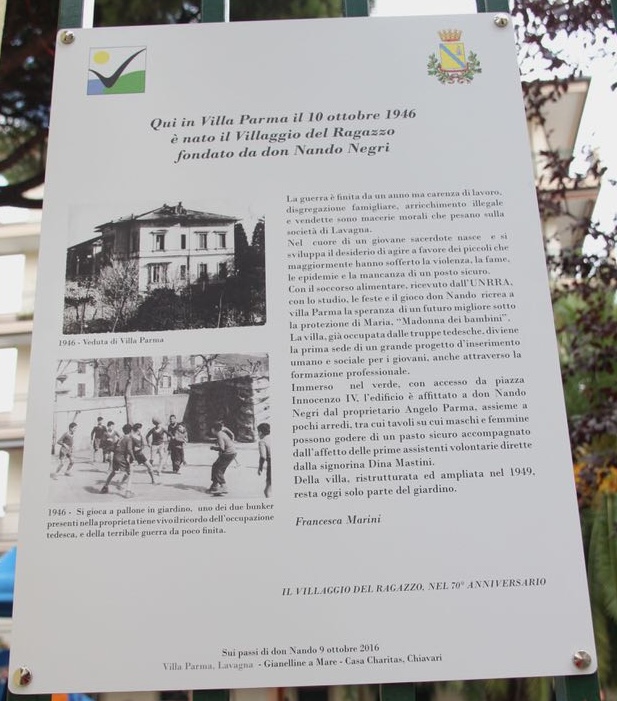 Qui in Villa Parma il 10 ottobre 1946
è nato il Villaggio del Ragazzo
fondato da don Nando Negri
La guerra è finita da un anno ma carenza di lavoro,
disgregazione famigliare, arricchimento illegale
e vendette sono macerie morali che pesano sulla
società di Lavagna.
Nel cuore di un giovane sacerdote nasce e si
sviluppa il desiderio di agire a favore dei piccoli che
maggiormente hanno sofferto la violenza, la fame,
le epidemie e la mancanza di un posto sicuro.
Con il soccorso alimentare, ricevuto dall'UNRRA,
con lo studio, le feste e il gioco don Nando ricrea a
villa Parma la speranza di un futuro migliore sotto
la protezione di Maria, "Madonna dei bambini".
La villa, già occupata dalle truppe tedesche, diviene
la prima sede di un grande progetto d'inserimento
umano e sociale per i giovani, anche attraverso la
formazione professionale.
Immerso nel verde, con accesso da piazza
Innocenzo IV, l'edificio è affittato a don Nando
Negri dal proprietario Angelo Parma, assieme a
pochi arredi, tra cui tavoli su cui maschi e femmine
possono godere di un pasto sicuro accompagnato
dall'affetto delle prime assistenti volontarie dirette
dalla signorina Dina Mastini.
Della villa, ristrutturata ed ampliata nel 1949,
resta oggi solo parte del giardino.
Francesca Marini
1946 - Veduta di Villa Parma
1946 - Si gioca a pallone in giardino, uno dei due bunker
presenti nella proprietà tiene vivo il ricordo dell'occupazione
tedesca, e della terribile guerra da poco finita.
IL VILLAGGIO DEL RAGAZZO, NEL 70° ANNIVERSARIO
Sui passi di don Nando 9 ottobre 2016
Villa Parma, Lavagna - Gianelline a Mare - Casa Charitas, Chiavari